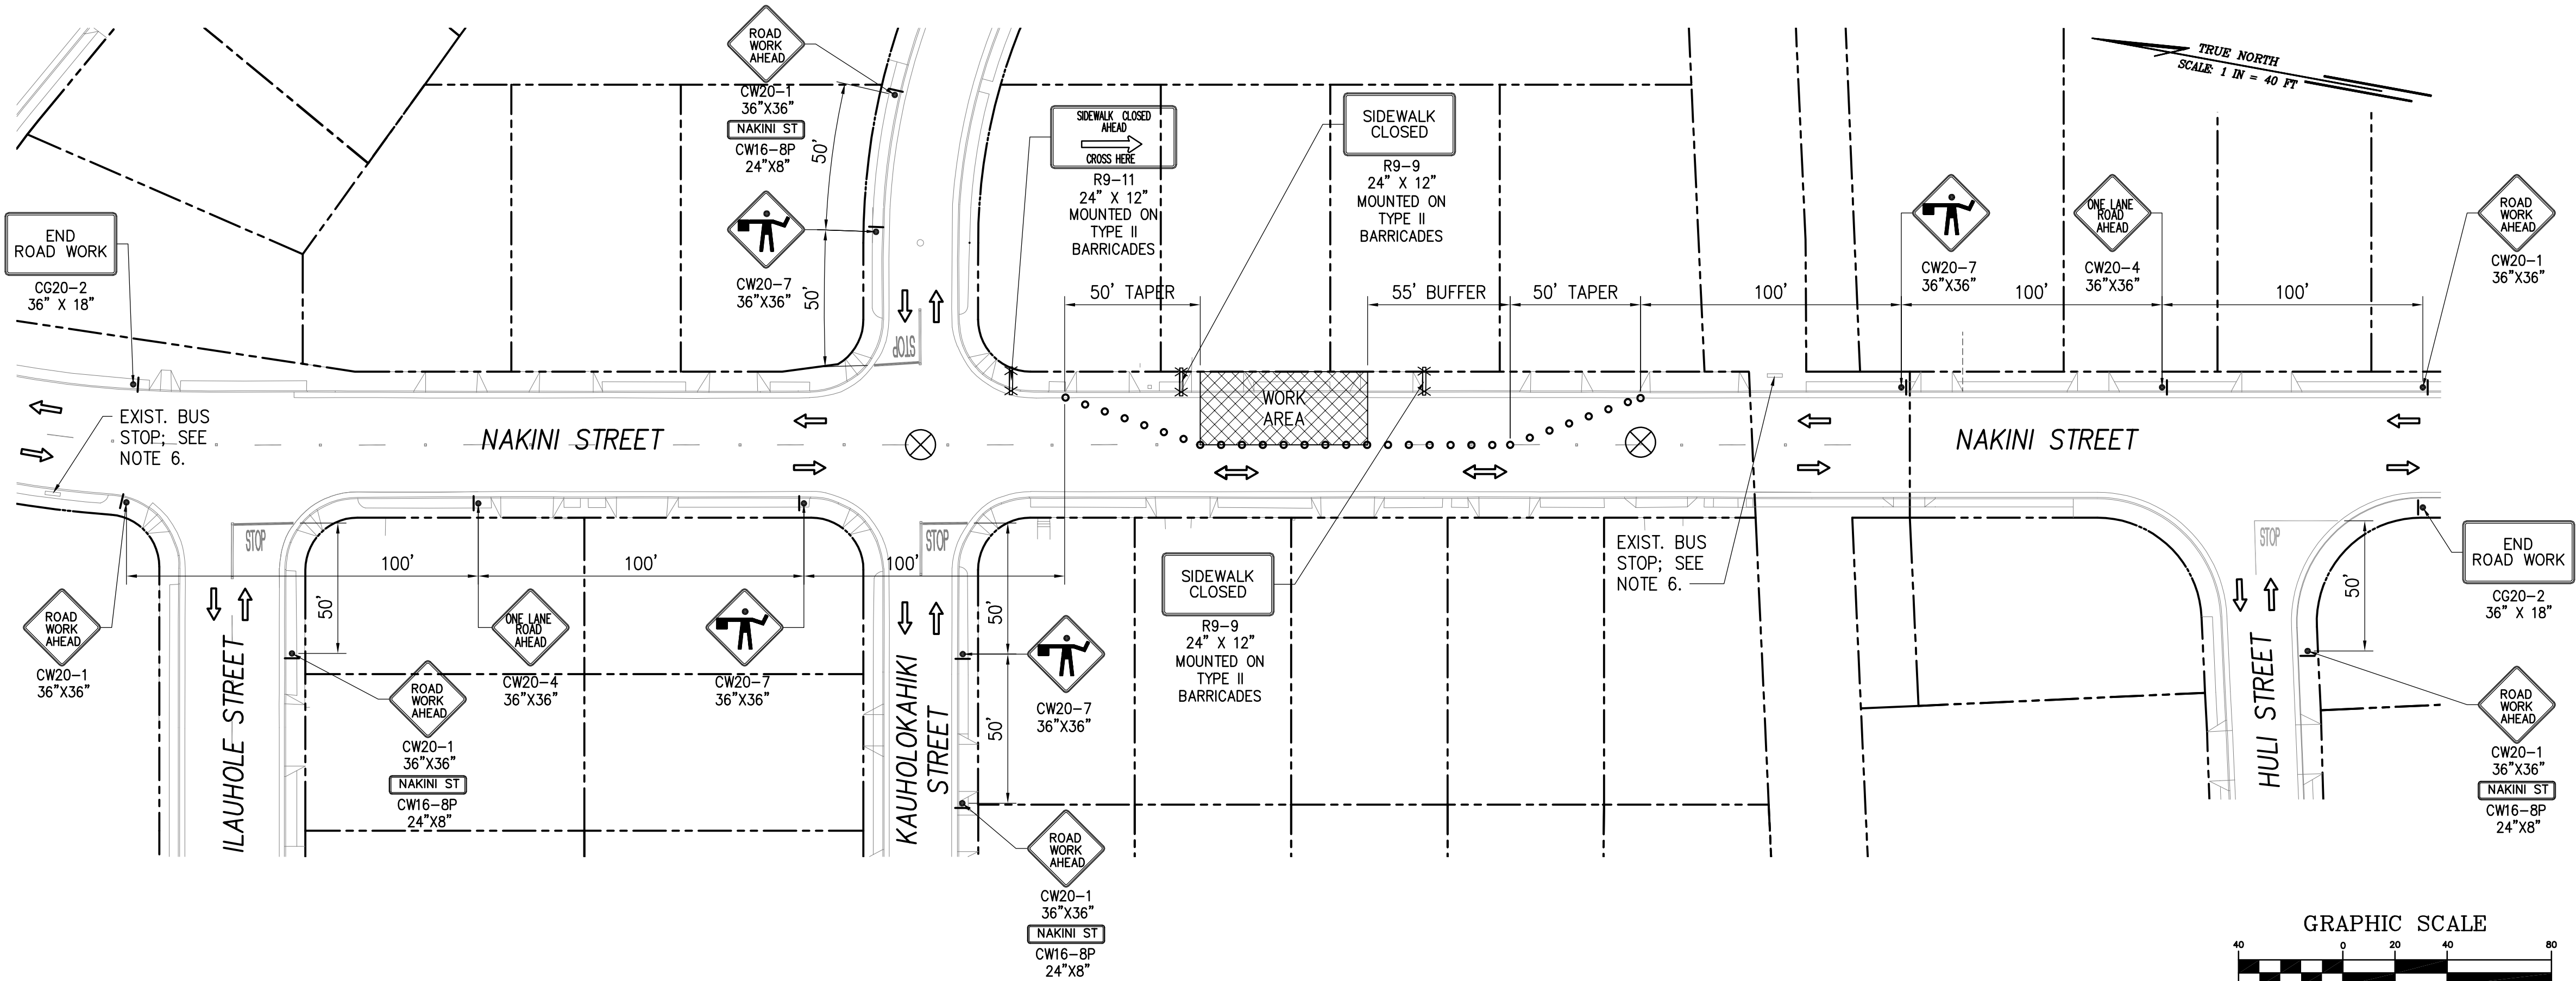 ROAD
WORK
AHEAD
CW20-1
36"X36"
NAKINI ST
CW16-8P
24"X8"
50'
CW20-7
36"X36"
50'
STOP
END
ROAD WORK
CG20-2
36" X 18"
SIDEWALK CLOSED
AHEAD
CROSS HERE
R9-11
24" X 12"
MOUNTED ON
TYPE II
BARRICADES
SIDEWALK
CLOSED
R9-9
24" X 12"
MOUNTED ON
TYPE II
BARRICADES
TRUE NORTH
SCALE: 1 IN = 40 FT
CW20-7
36"X36"
ONE LANE
ROAD
AHEAD
CW20-4
36"X36"
ROAD
WORK
AHEAD
CW20-1
36"X36"
50' TAPER
55' BUFFER
50' TAPER
100'
100'
100'
EXIST. BUS
STOP; SEE
NOTE 6.
NAKINI STREET
WORK
AREA
NAKINI STREET
STOP
STOP
STOP
100'
100'
100'
50'
50'
50'
50'
ROAD
WORK
AHEAD
CW20-1
36"X36"
ILAUHOLE STREET
ROAD
WORK
AHEAD
CW20-1
36"X36"
NAKINI ST
CW16-8P
24"X8"
ONE LANE
ROAD
AHEAD
CW20-4
36"X36"
CW20-7
36"X36"
KAUHOLOKAHIKI
STREET
CW20-7
36"X36"
ROAD
WORK
AHEAD
CW20-1
36"X36"
NAKINI ST
CW16-8P
24"X8"
SIDEWALK
CLOSED
R9-9
24" X 12"
MOUNTED ON
TYPE II
BARRICADES
EXIST. BUS
STOP; SEE
NOTE 6.
HULI STREET
END
ROAD WORK
CG20-2
36" X 18"
ROAD
WORK
AHEAD
CW20-1
36"X36"
NAKINI ST
CW16-8P
24"X8"
GRAPHIC SCALE
40 0 20 40 80